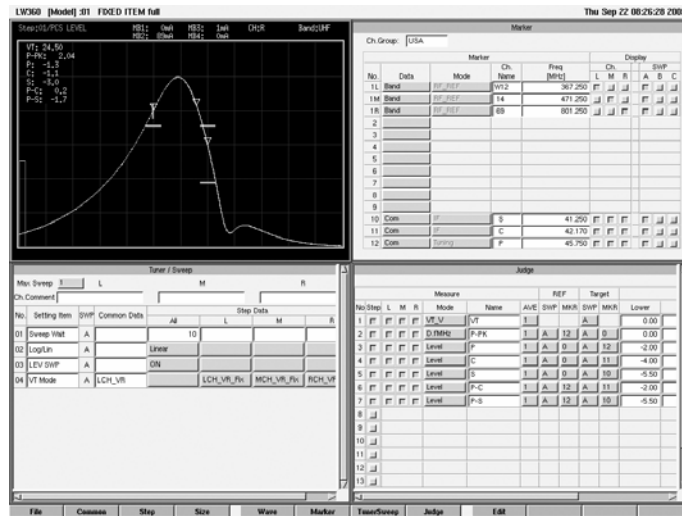 LW360 [Model] :01 FIXED ITEM full Thu Sep 22 08:26:28 200
Step:01/PCS LEVEL MB1: 0mA MB3: 1mA CH:R Band:UHF
MB2: 89mA MB4: 0mA
VT: 24.50
P-PK: 2.04
P: -1.3
C: -1.1
S: -3.0
P-C: 0.2
P-S: -1.7
Marker
Ch.Group: USA
Marker Display
Ch. Freq Ch. SWP
No. Data Mode Name [MHz] L M R A B C
1L Band RF_REF W12 367.250
1M Band RF_REF 14 471.250
1R Band RF_REF 69 801.250
2
3
4
5
6
7
8
9
10 Com IF S 41.250
11 Com IF C 42.170
12 Com Tuning P 45.750
Tuner / Sweep
Max Sweep 1 L M R
Ch.Comment
No. Setting Item SWP Common Data Step Data
All L M R
01 Sweep Wait A 10
02 Log/Lin A Linear
03 LEV SWP A ON
04 VT Mode A LCH_VR LCH_VR_Fix MCH_VR_Fix RCH_VF
Judge
Measure REF Target
No Step L M R Mode Name AVE SWP MKR SWP MKR Lower
1 VT_V VT 1 A 0.00
2 D.fMHz P-PK 1 A 12 A 0 0.00
3 Level P 1 A 0 A 12 -2.00
4 Level C 1 A 0 A 11 -4.00
5 Level S 1 A 0 A 10 -5.50
6 Level P-C 1 A 12 A 11 -2.00
7 Level P-S 1 A 12 A 10 -5.50
8
9
10
11
12
13
File Common Step Size Wave Marker TunerSweep Judge Edit